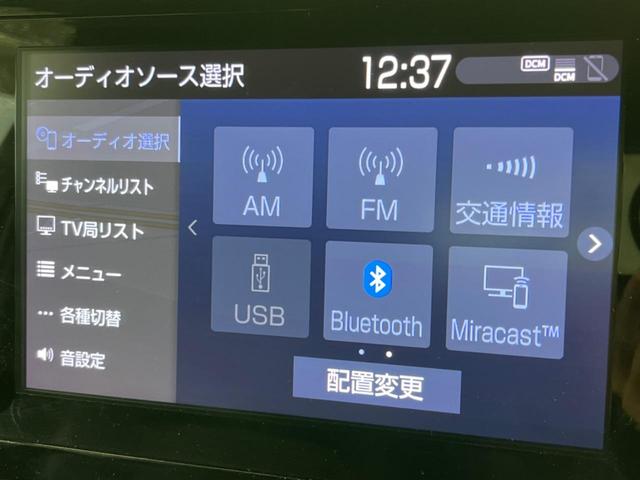 オーディオソース選択 12:37 DCM DCM
オーディオ選択
チャンネルリスト
TV局リスト
メニュー
各種切替
音設定
AM FM 交通情報
USB Bluetooth Miracast™
配置変更